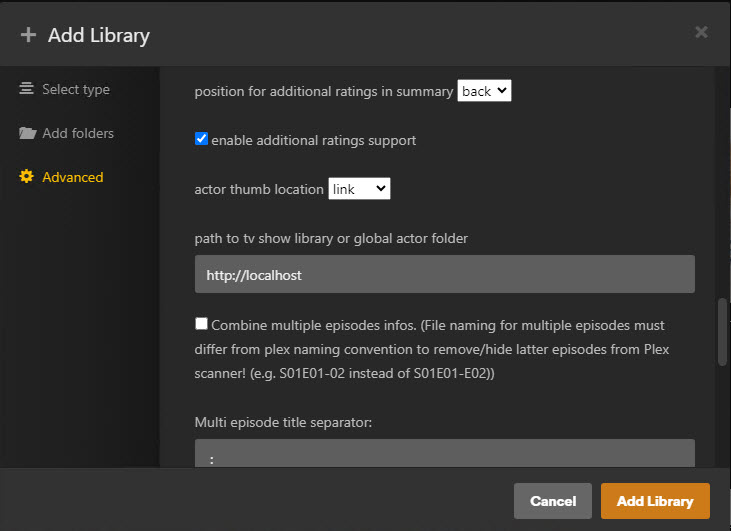 Add Library
Select type
Add folders
Advanced
position for additional ratings in summary back
enable additional ratings support
actor thumb location link
path to tv show library or global actor folder
http://localhost
Combine multiple episodes infos. (File naming for multiple episodes must
differ from plex naming convention to remove/hide latter episodes from Plex
scanner! (e.g. S01E01-02 instead of S01E01-E02))
Multi episode title separator:
:
Cancel
Add Library